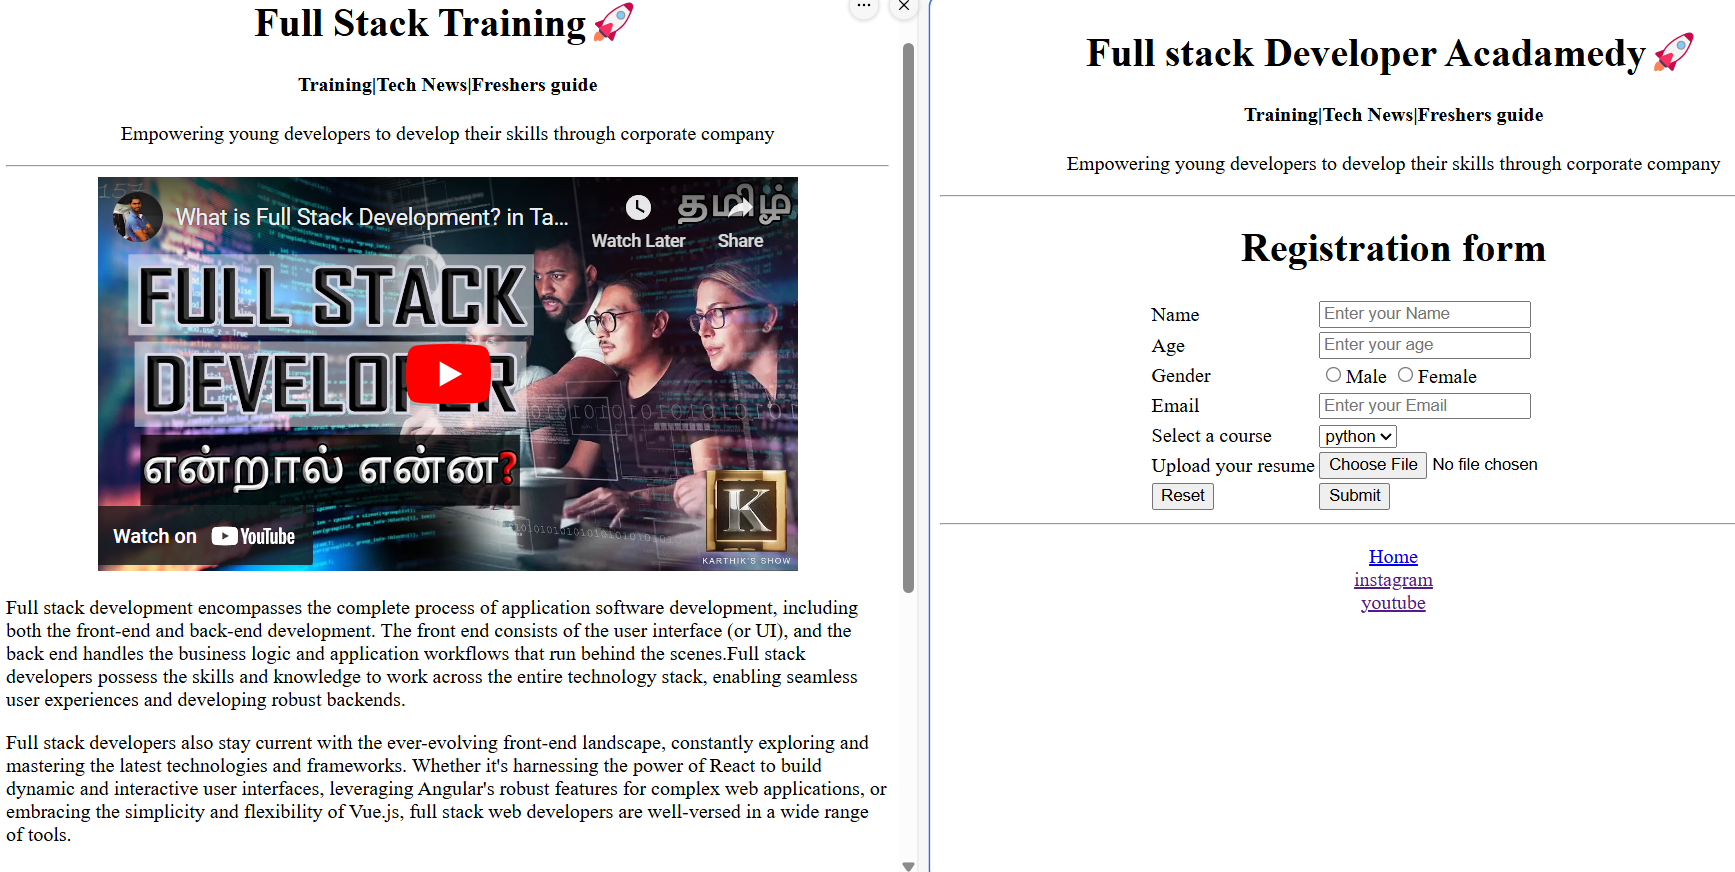 Full Stack Training🚀
Training|Tech News|Freshers guide
Empowering young developers to develop their skills through corporate company
157
What is Full Stack Development? in Ta...
Watch Later
Share
தமிழ்
FULL STACK
DEVELOPER
என்றால் என்ன?
Watch on YouTube
K
KARTHIK'S SHOW
Full stack development encompasses the complete process of application software development, including
both the front-end and back-end development. The front end consists of the user interface (or UI), and the
back end handles the business logic and application workflows that run behind the scenes.Full stack
developers possess the skills and knowledge to work across the entire technology stack, enabling seamless
user experiences and developing robust backends.
Full stack developers also stay current with the ever-evolving front-end landscape, constantly exploring and
mastering the latest technologies and frameworks. Whether it's harnessing the power of React to build
dynamic and interactive user interfaces, leveraging Angular's robust features for complex web applications, or
embracing the simplicity and flexibility of Vue.js, full stack web developers are well-versed in a wide range
of tools.
Full stack Developer Acadamedy🚀
Training|Tech News|Freshers guide
Empowering young developers to develop their skills through corporate company
Registration form
Name Enter your Name
Age Enter your age
Gender Male Female
Email Enter your Email
Select a course python
Upload your resume Choose File No file chosen
Reset Submit
Home
instagram
youtube